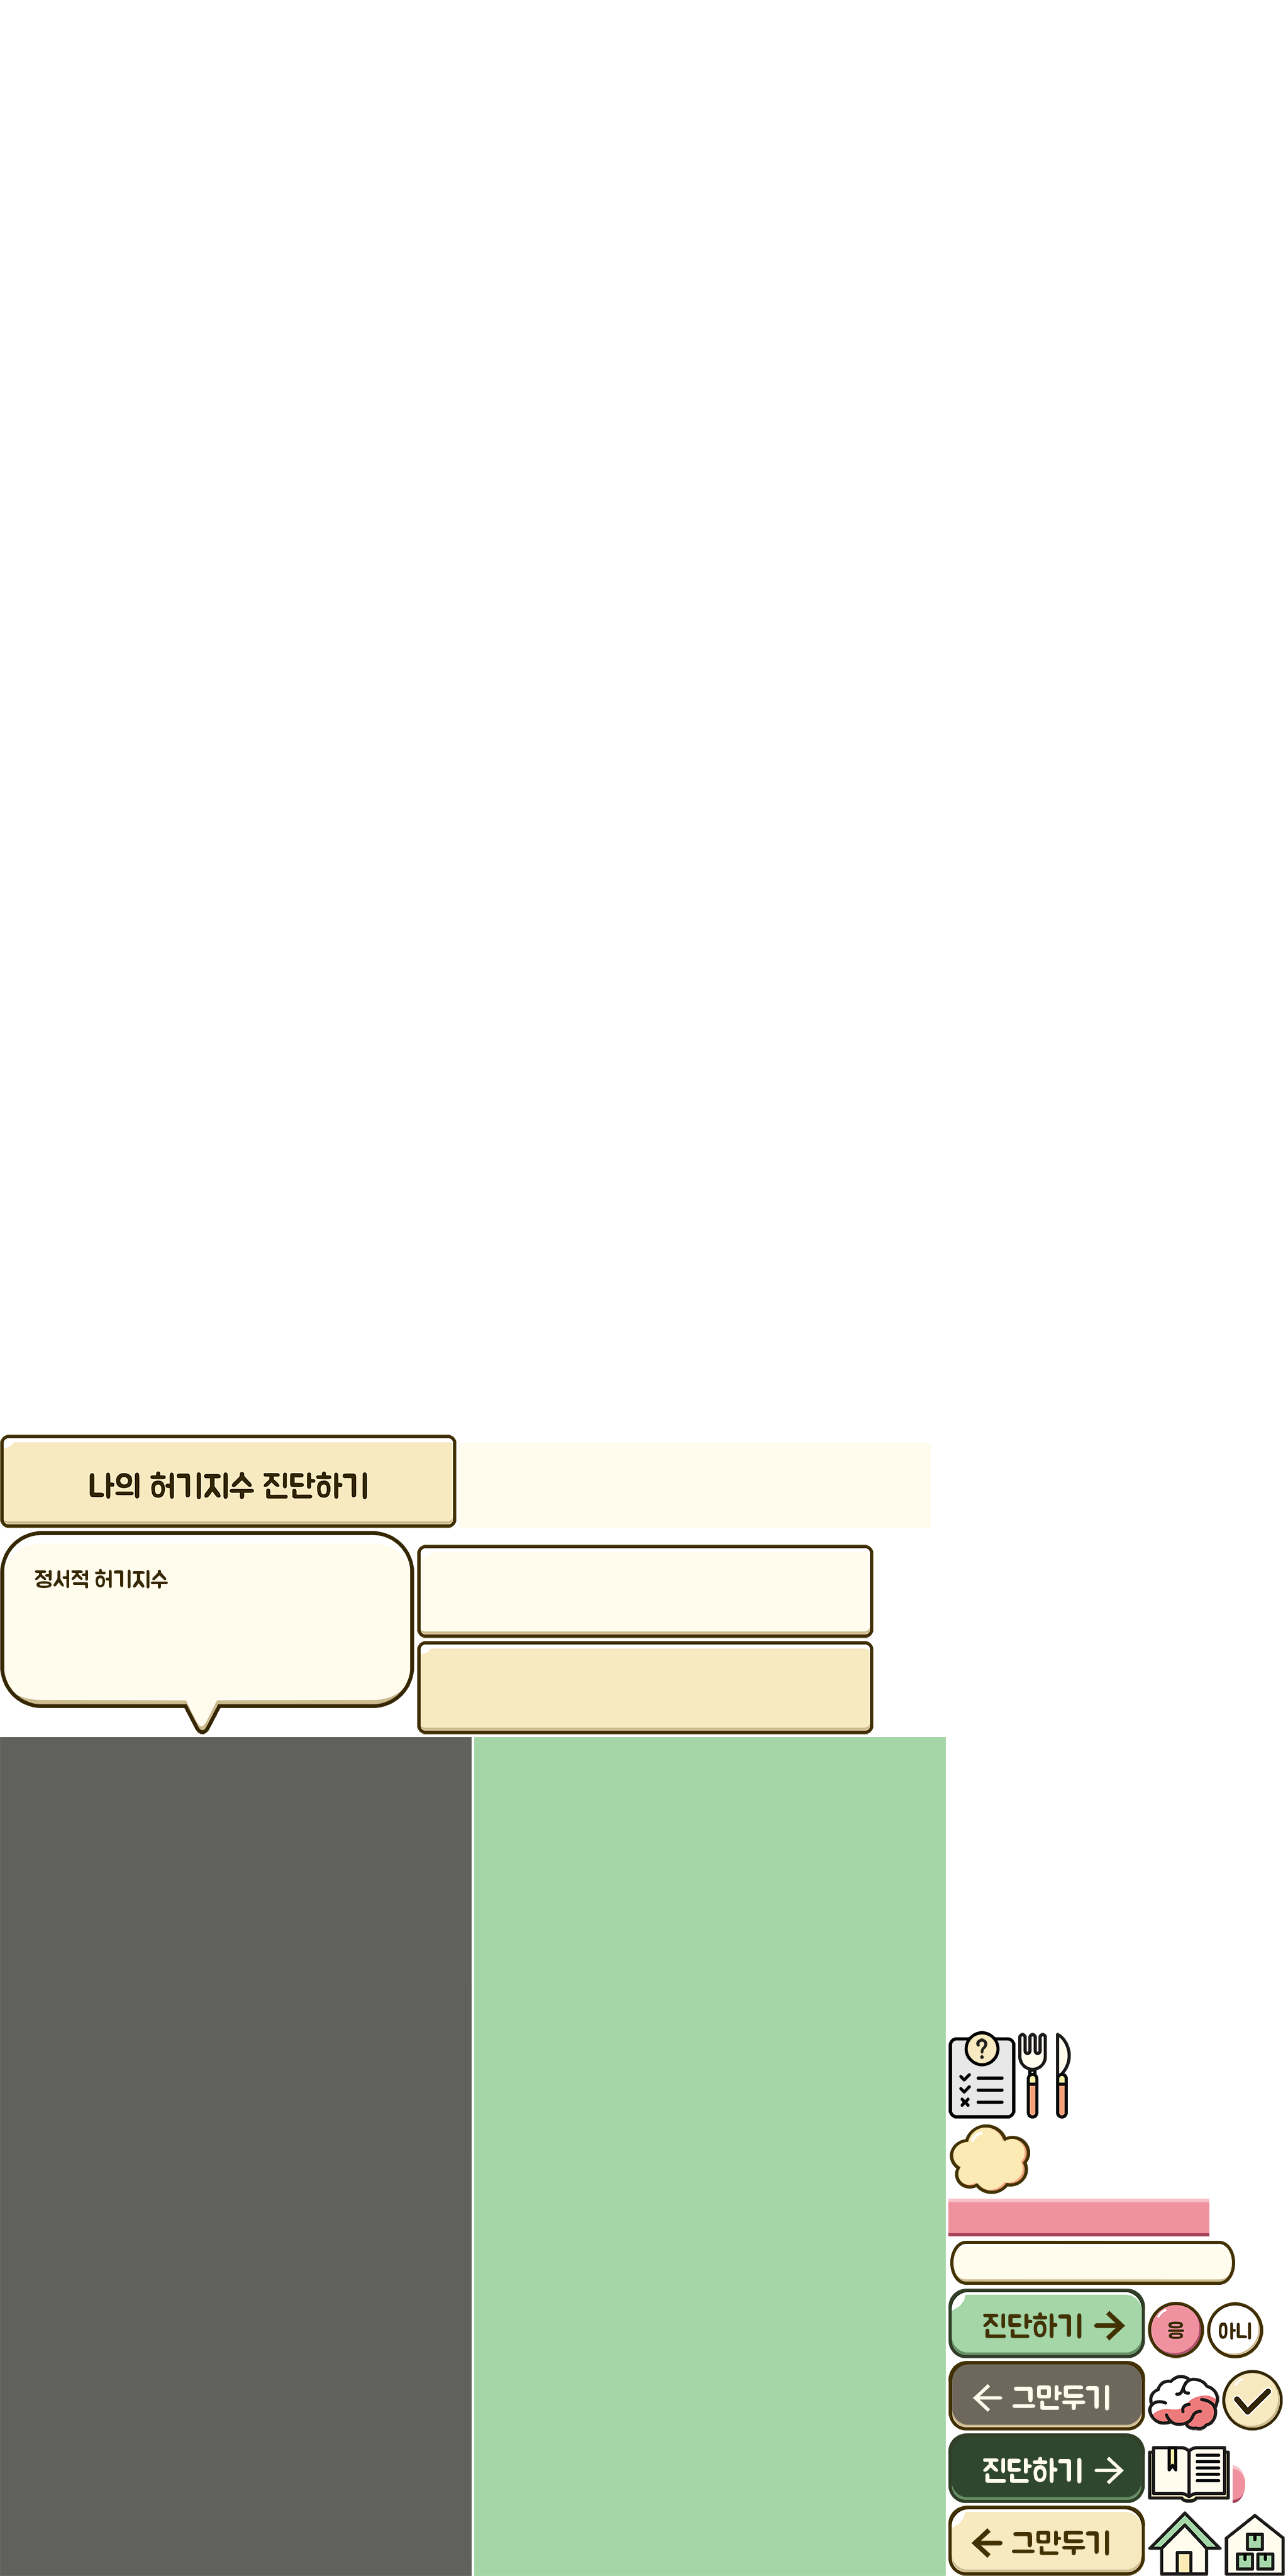 나의 허기지수 진단하기
정서적 허기지수
?
진단하기 →
응
아니
← 그만두기
진단하기 →
← 그만두기